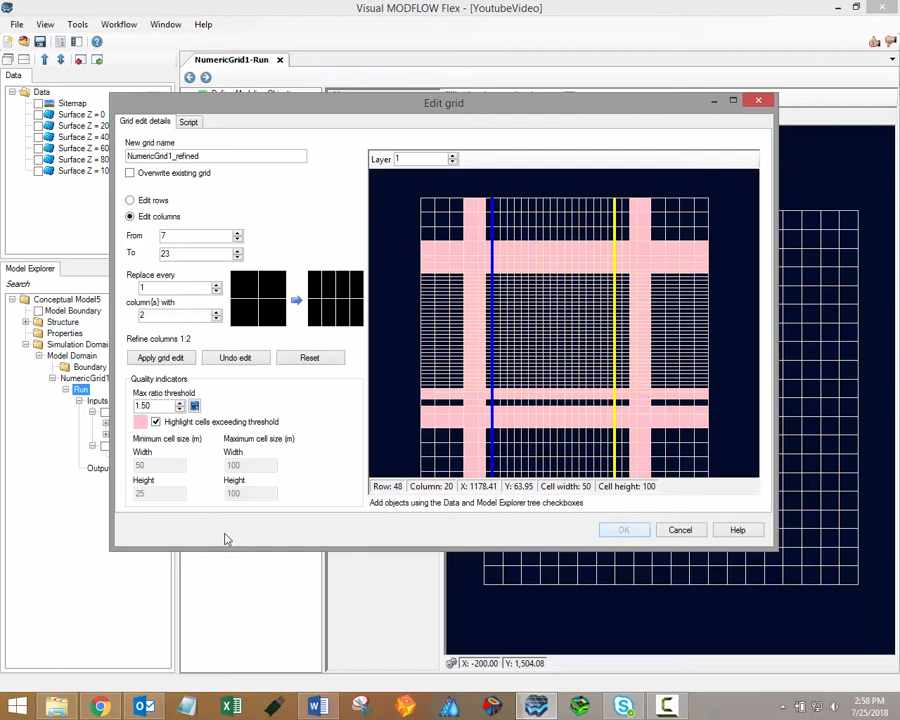 Visual MODFLOW Flex - [YoutubeVideo]
File View Tools Workflow Window Help
Data
NumericGrid1-Run
Data
Sitemap
Surface Z = 0
Surface Z = 20
Surface Z = 40
Surface Z = 60
Surface Z = 80
Surface Z = 10
Model Explorer
Search
Conceptual Model5
Model Boundary
Structure
Properties
Simulation Domai
Model Domain
Boundary
NumericGrid1
Run
Inputs
Output
Edit grid
Grid edit details Script
New grid name
NumericGrid1_refined
Overwrite existing grid
Edit rows
Edit columns
From 7
To 23
Replace every
1
column(s) with
2
Refine columns 1:2
Apply grid edit Undo edit Reset
Quality indicators
Max ratio threshold
1.50
Highlight cells exceeding threshold
Minimum cell size (m) Maximum cell size (m)
Width Width
50 100
Height Height
25 100
Layer 1
Row: 48 Column: 20 X: 1178.41 Y: 63.95 Cell width: 50 Cell height: 100
Add objects using the Data and Model Explorer tree checkboxes
OK Cancel Help
X: -200.00 Y: 1,504.08
2:58 PM
7/25/2018